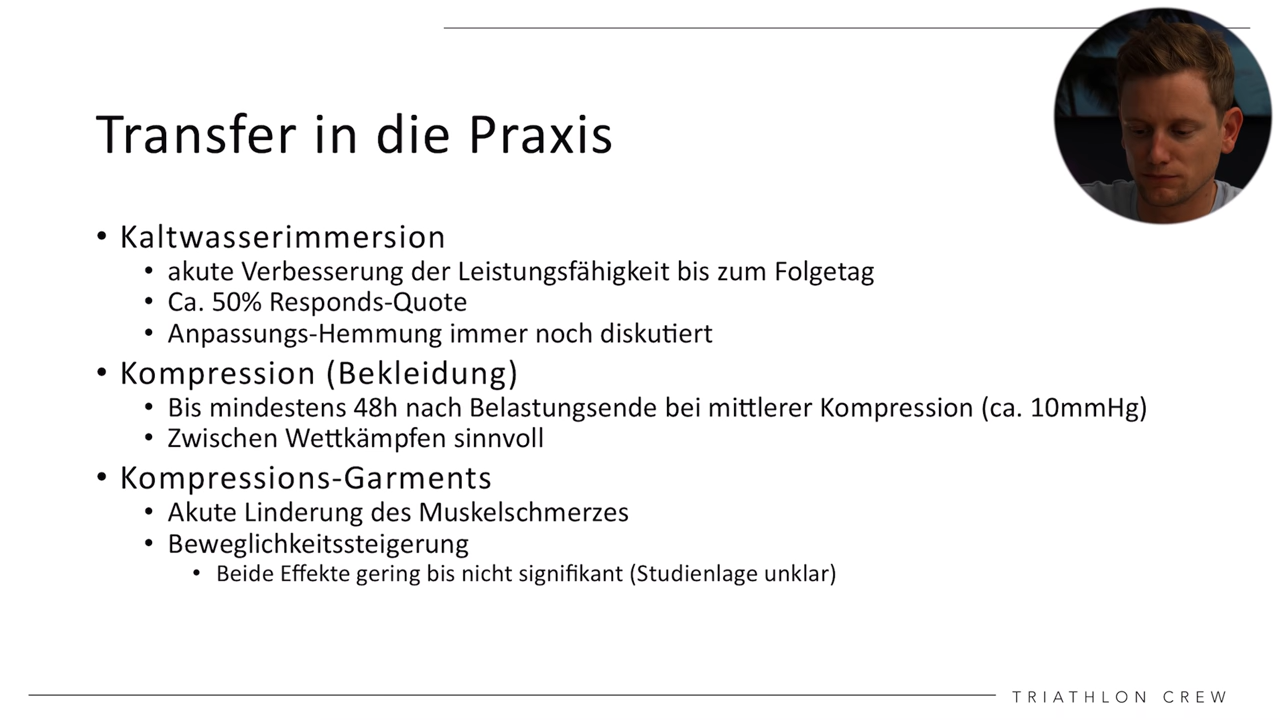 Transfer in die Praxis
• Kaltwasserimmersion
• akute Verbesserung der Leistungsfähigkeit bis zum Folgetag
• Ca. 50% Responds-Quote
• Anpassungs-Hemmung immer noch diskutiert
• Kompression (Bekleidung)
• Bis mindestens 48h nach Belastungsende bei mittlerer Kompression (ca. 10mmHg)
• Zwischen Wettkämpfen sinnvoll
• Kompressions-Garments
• Akute Linderung des Muskelschmerzes
• Beweglichkeitssteigerung
• Beide Effekte gering bis nicht signifikant (Studienlage unklar)
TRIATHLON CREW